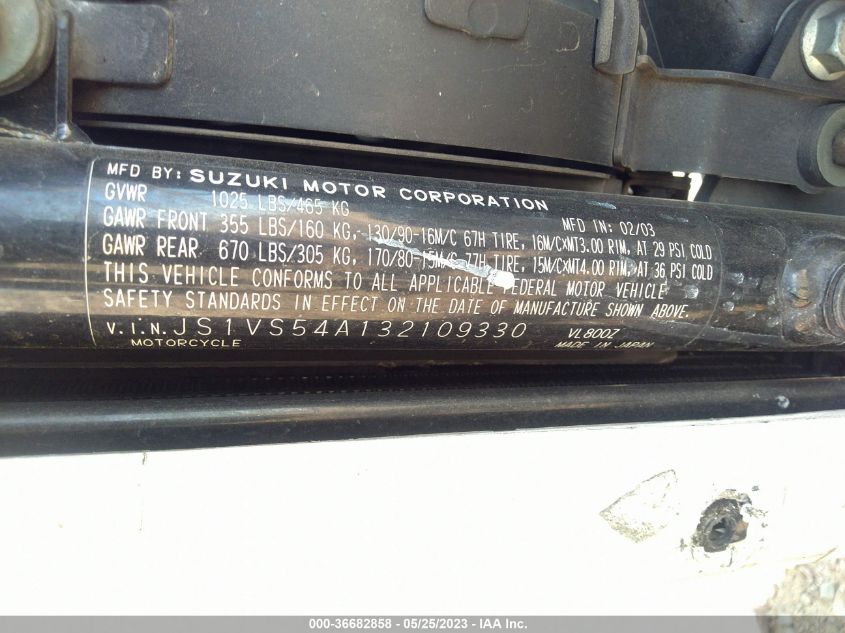 MFD BY: SUZUKI MOTOR CORPORATION
GVWR 1025 LBS/465 KG MFD IN: 02/03
GAWR FRONT 355 LBS/160 KG, 130/90-16M/C 67H TIRE, 16M/C×MT3.00 RIM, AT 29 PSI COLD
GAWR REAR 670 LBS/305 KG, 170/80-15M/C 77H TIRE, 15M/C×MT4.00 RIM, AT 36 PSI COLD
THIS VEHICLE CONFORMS TO ALL APPLICABLE FEDERAL MOTOR VEHICLE
SAFETY STANDARDS IN EFFECT ON THE DATE OF MANUFACTURE SHOWN ABOVE.
V.I.N. JS1VS54A132109330 VL800Z
MOTORCYCLE MADE IN JAPAN
000-36682858 - 05/25/2023 - IAA Inc.